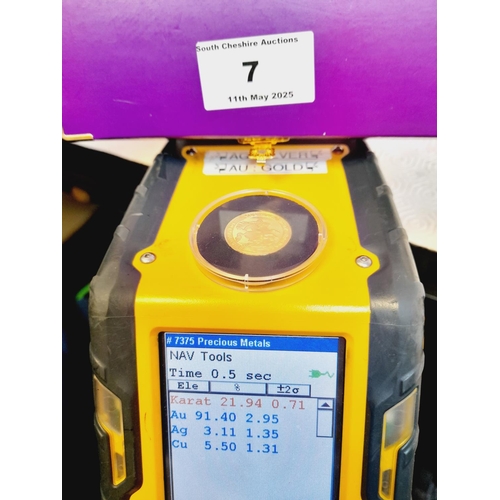 South Cheshire Auctions
7
11th May 2025
AU GOLD
# 7375 Precious Metals
NAV Tools
Time 0.5 sec
Ele % ±2σ
Karat 21.94 0.71
Au 91.40 2.95
Ag 3.11 1.35
Cu 5.50 1.31